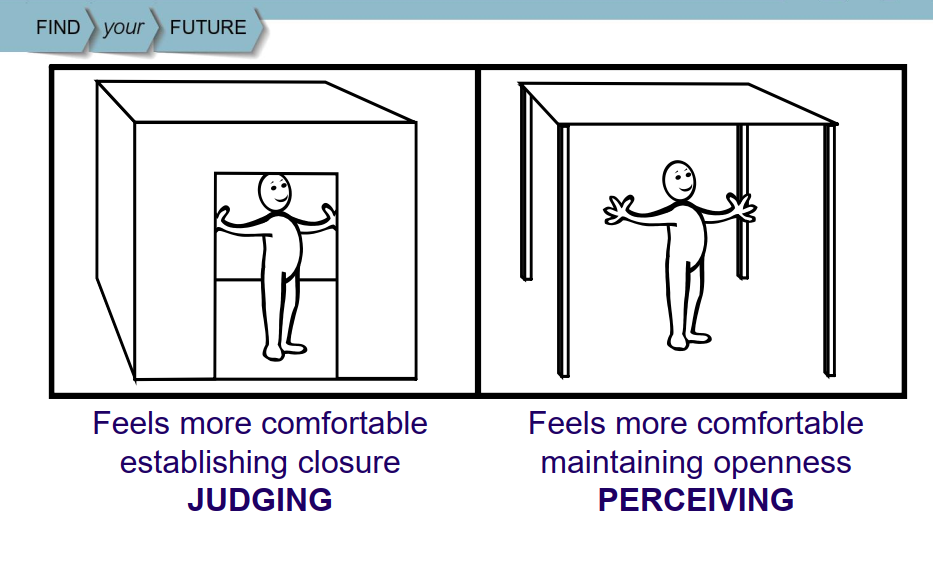 FIND your FUTURE
Feels more comfortable
establishing closure
JUDGING
Feels more comfortable
maintaining openness
PERCEIVING